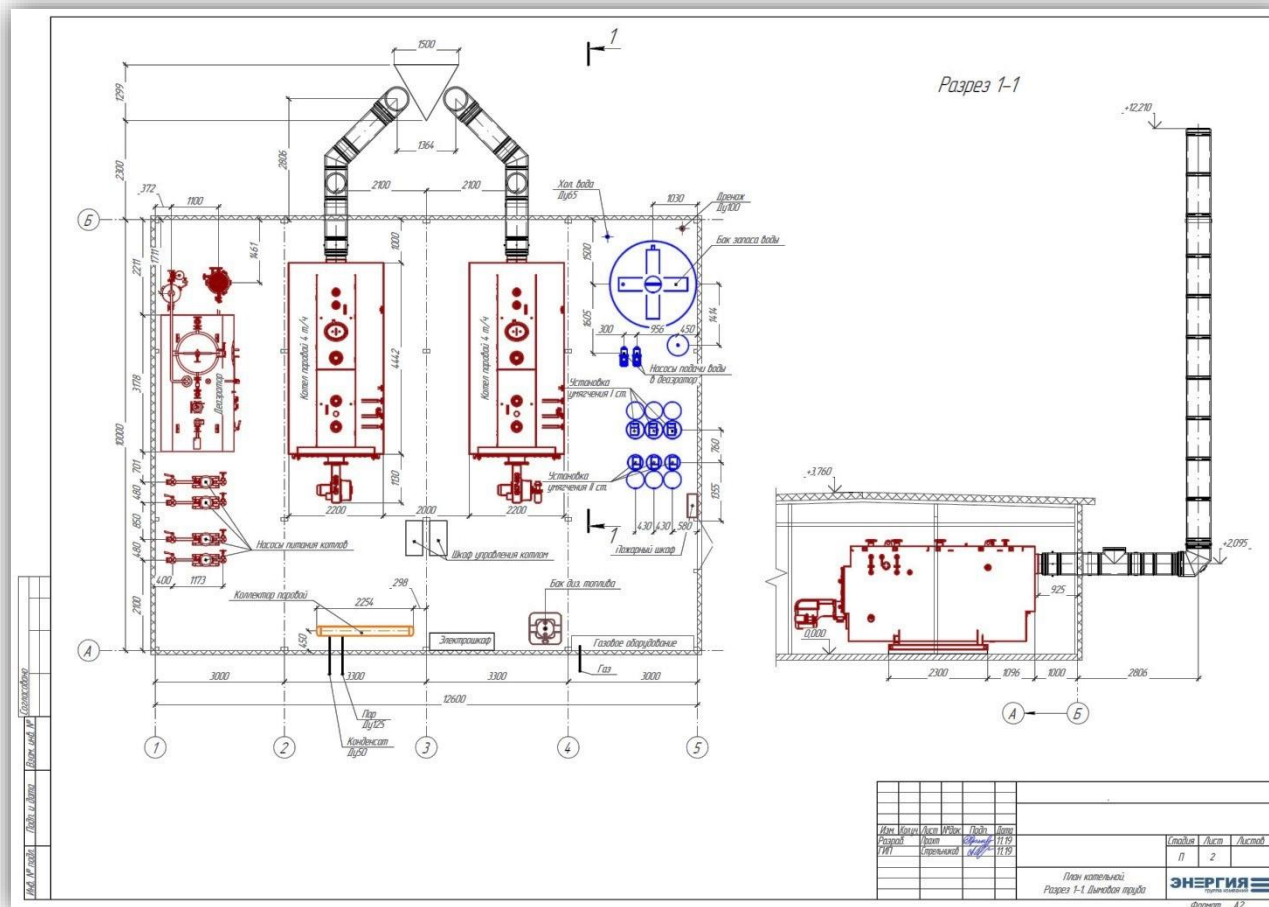 1500
1
Разрез 1-1
+12,210
1299
2806
1364
2300
372
1100
2100
2100
Хол. вода
Ду65
1030
Дренаж
Ду100
Б
2211
1711
1461
1000
1500
Бак запаса воды
Котел паровой 4 т/ч
4442
Котел паровой 4 т/ч
1605
300
956
450
1414
Насосы подачи воды
в деаэратор
3178
Деаэратор
10000
Установка
умягчения I ст.
760
701
480
850
480
1130
Установка
умягчения II ст.
1355
+3,760
2200
2000
2200
1
430
430
580
Насосы питания котлов
Шкаф управления котлом
Пожарный шкаф
+2,095
400
1173
298
Бак диз. топлива
925
2100
Коллектор паровой
2254
0,000
450
Электрошкаф
Газовое оборудование
А
Газ
3000
3300
3300
3000
2300
1096
1000
2806
12600
А
Б
Пар
Ду125
Конденсат
Ду50
1
2
3
4
5
Согласовано
Взам. инв. №
Подп. и дата
Инв. № подл.
Изм.
Кол.уч.
Лист
№док.
Подп.
Дата
Разраб.
11.19
ГИП
Стрельников
11.19
Стадия
Лист
Листов
П
2
План котельной.
Разрез 1-1. Дымовая труба
ЭНЕРГИЯ
группа компаний
Формат А2